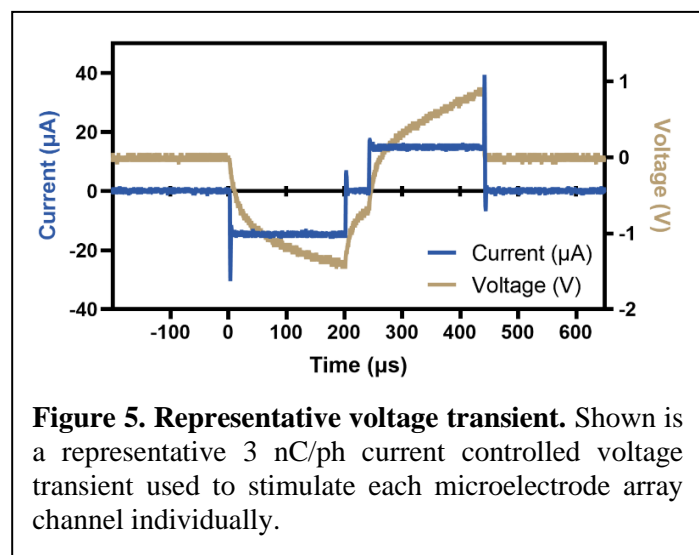 40
20
0
-20
-40
Current (µA)
1
0
-1
-2
Voltage (V)
Current (µA)
Voltage (V)
-100 0 100 200 300 400 500 600
Time (µs)
Figure 5. Representative voltage transient. Shown is
a representative 3 nC/ph current controlled voltage
transient used to stimulate each microelectrode array
channel individually.